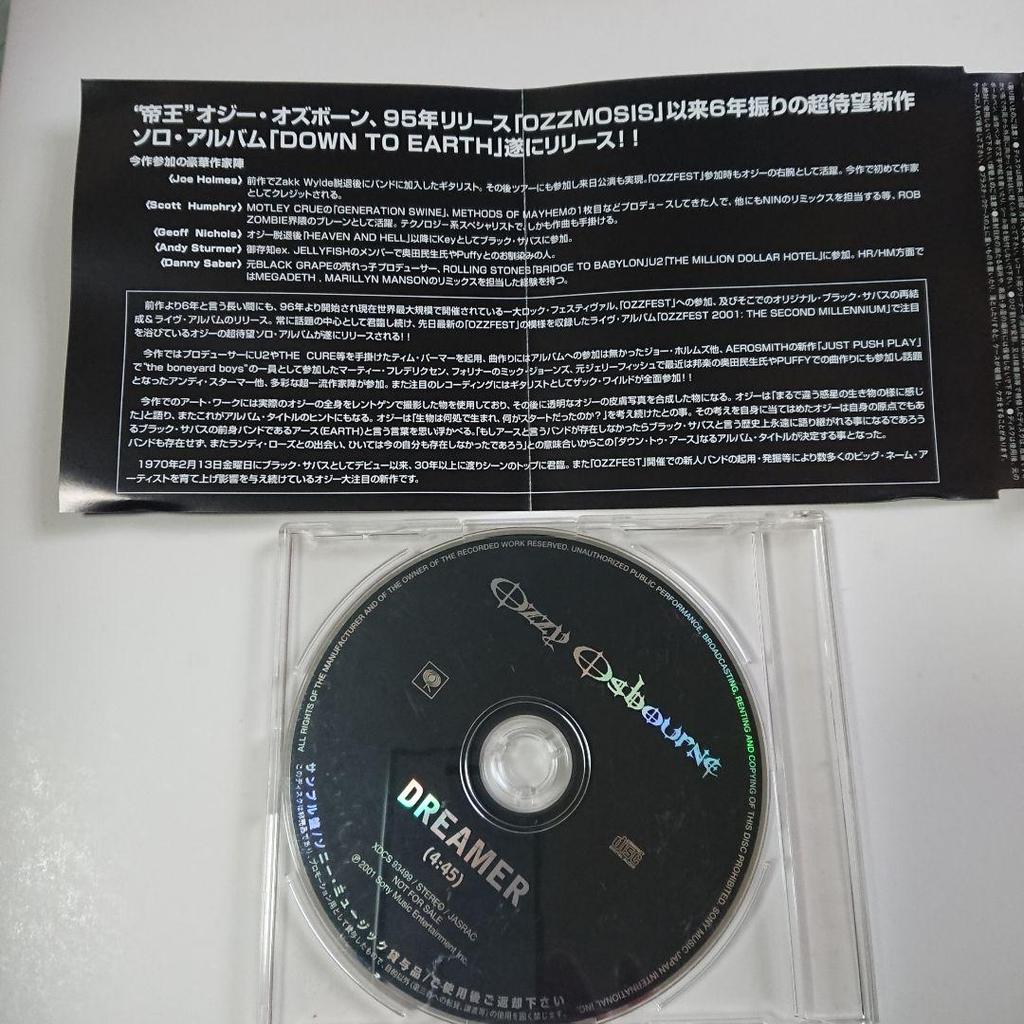 "帝王"オジー・オズボーン、95年リリース「OZZMOSIS」以来6年振りの超待望新作
ソロ・アルバム「DOWN TO EARTH」遂にリリース！！
今作参加の豪華作家陣
《Joe Holmes》前作でZakk Wylde脱退後にバンドに加入したギタリスト。その後ツアーにも参加し来日公演も実現。「OZZFEST」参加時もオジーの右腕として活躍。今作で初めて作家
としてクレジットされる。
《Scott Humphry》MOTLEY CRUEの「GENERATION SWINE」、METHODS OF MAYHEMの1枚目などプロデュースしてきた人で、他にもNINのリミックスを担当する等、ROB
ZOMBIE界隈のブレーンとして活躍。テクノロジー系スペシャリストで、しかも作曲も手掛ける。
《Geoff Nichols》オジー脱退後「HEAVEN AND HELL」以降にKeyとしてブラック・サバスに参加。
《Andy Sturmer》御存知ex. JELLYFISHのメンバーで奥田民生氏やPuffyとのお馴染みの人。
《Danny Saber》元BLACK GRAPEの売れっ子プロデューサー、ROLLING STONES「BRIDGE TO BABYLON」U2「THE MILLION DOLLAR HOTEL」に参加。HR/HM方面で
はMEGADETH、MARILLYN MANSONのリミックスを担当した経験を持つ。
前作より6年と言う長い間にも、96年より開始され現在世界最大規模で開催されている一大ロック・フェスティヴァル、「OZZFEST」への参加、及びそこでのオリジナル・ブラック・サバスの再結
成＆ライヴ・アルバムのリリース。常に話題の中心として君臨し続け、先日最新の「OZZFEST」の模様を収録したライヴ・アルバム「OZZFEST 2001: THE SECOND MILLENNIUM」で注目
を浴びているオジーの超待望ソロ・アルバムが遂にリリースされる！！
今作ではプロデューサーにU2やTHE CURE等を手掛けたティム・パーマーを起用、曲作りにはアルバムへの参加は無かったジョー・ホルムズ他、AEROSMITHの新作「JUST PUSH PLAY」
で"the boneyard boys"の一員として参加したマーティー・フレデリクセン、フォリナーのミック・ジョーンズ、元ジェリーフィッシュで最近は邦楽の奥田民生氏やPUFFYでの曲作りにも参加し話題
となったアンディ・スターマー他、多彩な超一流作家陣が参加。また注目のレコーディングにはギタリストとしてザック・ワイルドが全面参加！！
今作でのアート・ワークには実際のオジーの全身をレントゲンで撮影した物を使用しており、その後に透明なオジーの皮膚写真を合成した物になる。オジーは「まるで違う惑星の生き物の様に感じ
た」と語り、またこれがアルバム・タイトルのヒントにもなる。オジーは「生物は何処で生まれ、何がスタートだったのか？」を考え続けたとの事。その考えを自身に当てはめたオジーは自身の原点でもあ
るブラック・サバスの前身バンドであるアース(EARTH)と言う言葉を思い浮かべる。「もしアースと言うバンドが存在しなかったらブラック・サバスと言う歴史上永遠に語り継がれる事になるであろう
バンドも存在せず、またランディ・ローズとの出会い、ひいては今の自分も存在しなかったであろう」との意味合いからこの「ダウン・トゥ・アース」なるアルバム・タイトルが決定する事となった。
1970年2月13日金曜日にブラック・サバスとしてデビュー以来、30年以上に渡りシーンのトップに君臨。また「OZZFEST」開催での新人バンドの起用・発掘等により数多くのビッグ・ネーム・ア
ーティストを育て上げ影響を与え続けているオジー大注目の新作です。
ALL RIGHTS OF THE MANUFACTURER AND OF THE OWNER OF THE RECORDED WORK RESERVED. UNAUTHORIZED PUBLIC PERFORMANCE, BROADCASTING, RENTING AND COPYING OF THIS DISC PROHIBITED. SONY MUSIC JAPAN INTERNATIONAL INC.
Ozzy Osbourne
DREAMER
(4:45)
XDCS 93499 / STEREO / JASRAC
NOT FOR SALE
℗2001 Sony Music Entertainment Inc.
サンプル盤/ソニー・ミュージック貸与品/ご使用後ご返却下さい
disc